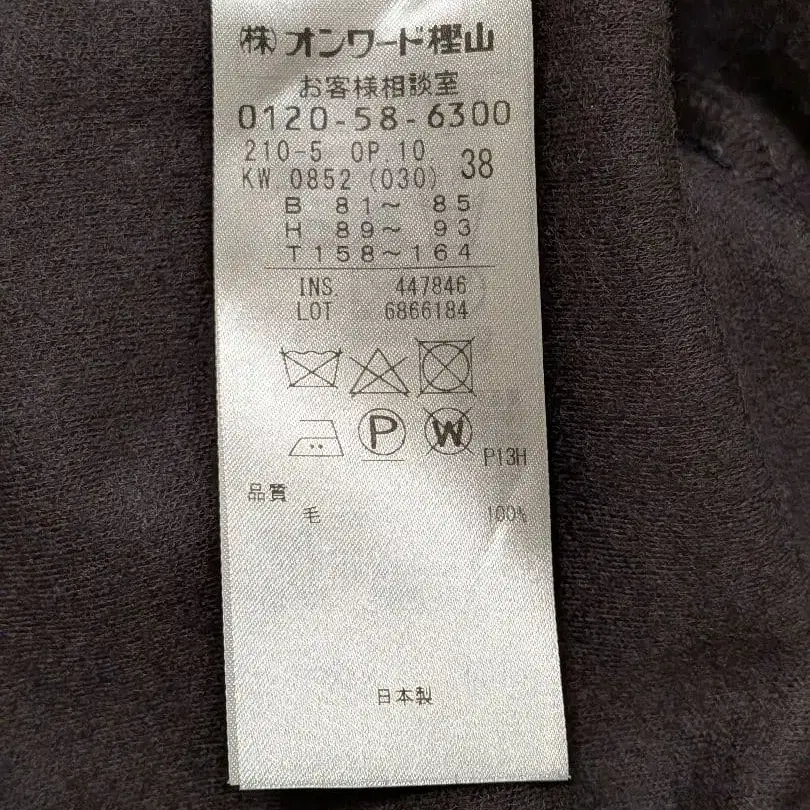 (株)オンワード樫山
お客様相談室
0120-58-6300
210-5 OP.10 38
KW 0852 (030)
B 81～ 85
H 89～ 93
T158～164
INS. 447846
LOT 6866184
P W P13H
品質
毛 100%
日本製